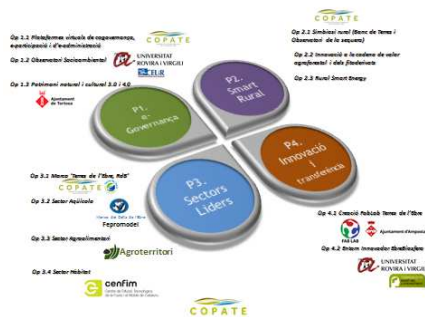 COPATE
Op 1.1 Plataformes virtuals de cogovernança,
e-participació i d'e-administració
Op 1.2 Observatori Socioambiental
UNIVERSITAT
ROVIRA I VIRGILI
Op 1.3 Patrimoni natural i cultural 3.0 i 4.0
Ajuntament
de Tortosa
COPATE
Op 2.1 Simbiosi rural (Banc de Terres i
Observatori de la sequera)
Op 2.2 Innovació a la cadena de valor
agroforestal i dels fitoderivats
Op 2.3 Rural Smart Energy
P1.
e-
Governança
P2.
Smart
Rural
P3.
Sectors
Líders
P4.
Innovació
i
transferència
Op 3.1 Marca "Terres de l'Ebre, RdB"
COPATE
Op 3.2 Sector Aqüícola
Fepromodel
Op 3.3 Sector Agroalimentari
Agroterritori
Op 3.4 Sector Hàbitat
cenfim
Op 4.1 Creació FabLab Terres de l'Ebre
FAB LAB
Ajuntament d'Amposta
Op 4.2 Entorn Innovador EbreBiosfera
UNIVERSITAT
ROVIRA I VIRGILI
COPATE